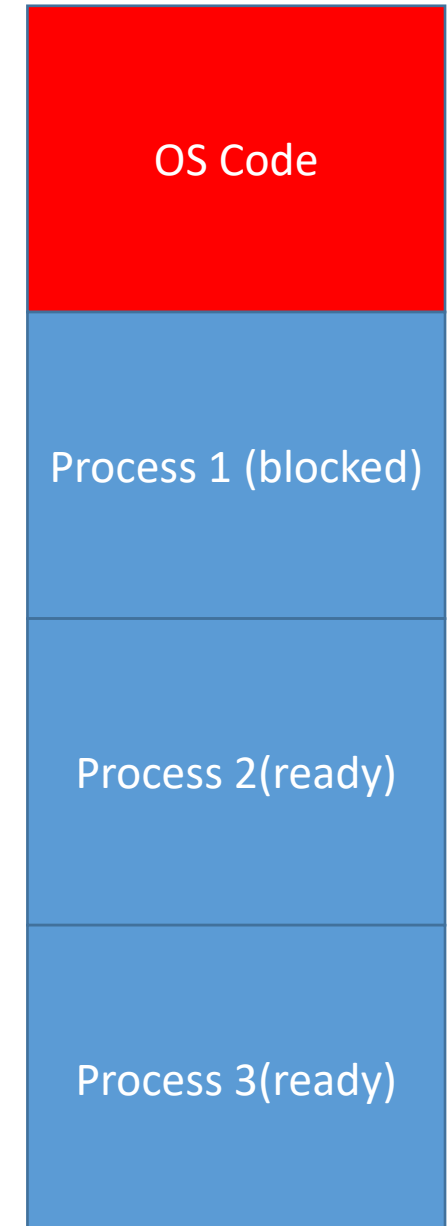 OS Code
Process 1 (blocked)
Process 2(ready)
Process 3(ready)